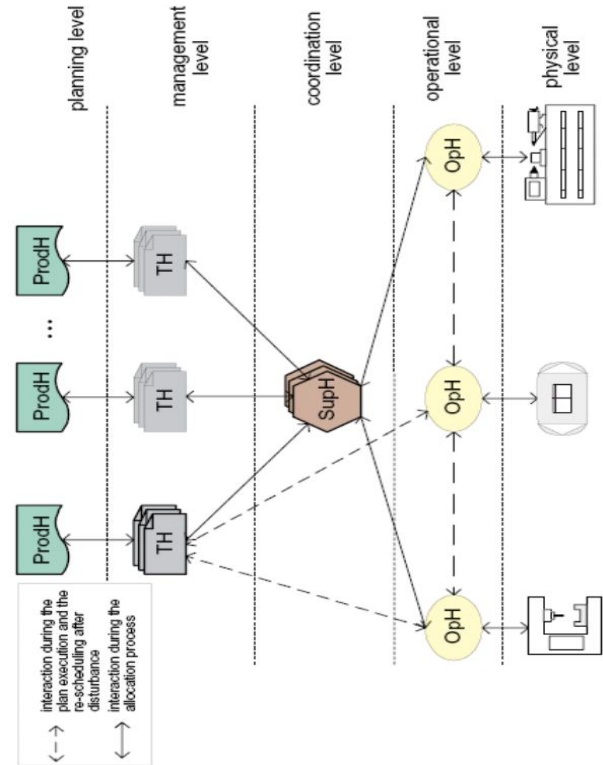 interaction during the
plan execution and the
re-scheduling after
disturbance
interaction during the
allocation process
ProdH
ProdH
...
ProdH
planning level
TH
TH
TH
management
level
SupH
coordination
level
OpH
OpH
OpH
operational
level
physical
level